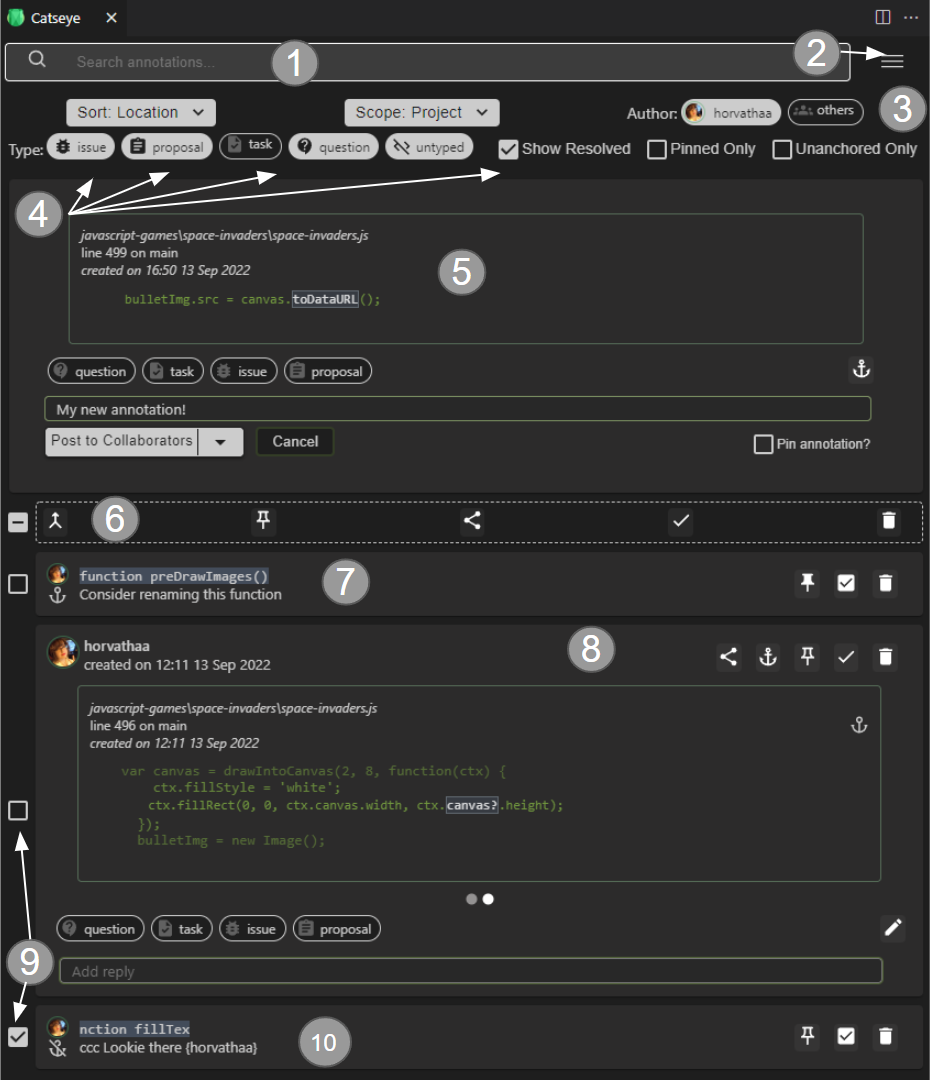 Catseye
Search annotations... 1 2
Sort: Location Scope: Project Author: horvathaa others 3
Type: issue proposal task question untyped Show Resolved Pinned Only Unanchored Only
4
javascript-games\space-invaders\space-invaders.js
line 499 on main 5
created on 16:50 13 Sep 2022
bulletImg.src = canvas.toDataURL();
question task issue proposal
My new annotation!
Post to Collaborators Cancel Pin annotation?
6
function preDrawImages() 7
Consider renaming this function
horvathaa 8
created on 12:11 13 Sep 2022
javascript-games\space-invaders\space-invaders.js
line 496 on main
created on 12:11 13 Sep 2022
var canvas = drawIntoCanvas(2, 8, function(ctx) {
ctx.fillStyle = 'white';
ctx.fillRect(0, 0, ctx.canvas.width, ctx.canvas?.height);
});
bulletImg = new Image();
question task issue proposal
9
Add reply
nction fillTex 10
ccc Lookie there {horvathaa}